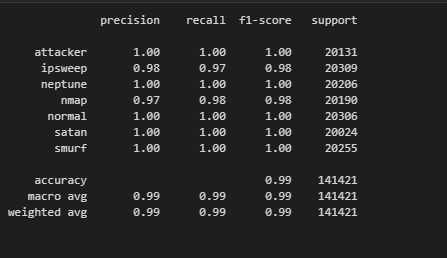 precision recall f1-score support
attacker 1.00 1.00 1.00 20131
ipsweep 0.98 0.97 0.98 20309
neptune 1.00 1.00 1.00 20206
nmap 0.97 0.98 0.98 20190
normal 1.00 1.00 1.00 20306
satan 1.00 1.00 1.00 20024
smurf 1.00 1.00 1.00 20255
accuracy 0.99 141421
macro avg 0.99 0.99 0.99 141421
weighted avg 0.99 0.99 0.99 141421